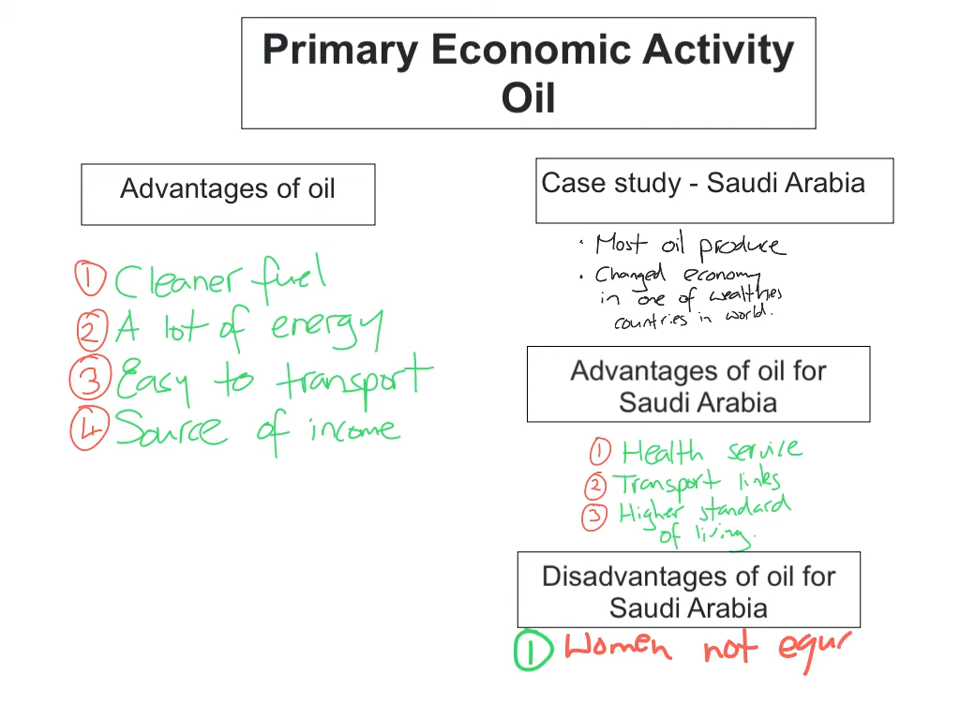 Primary Economic Activity
Oil
Advantages of oil
① Cleaner fuel
② A lot of energy
③ Easy to transport
④ Source of income
Case study - Saudi Arabia
· Most oil produce
· Changed economy
in one of wealthies
countries in world.
Advantages of oil for
Saudi Arabia
① Health service
② Transport links
③ Higher standard
of living.
Disadvantages of oil for
Saudi Arabia
① Women not